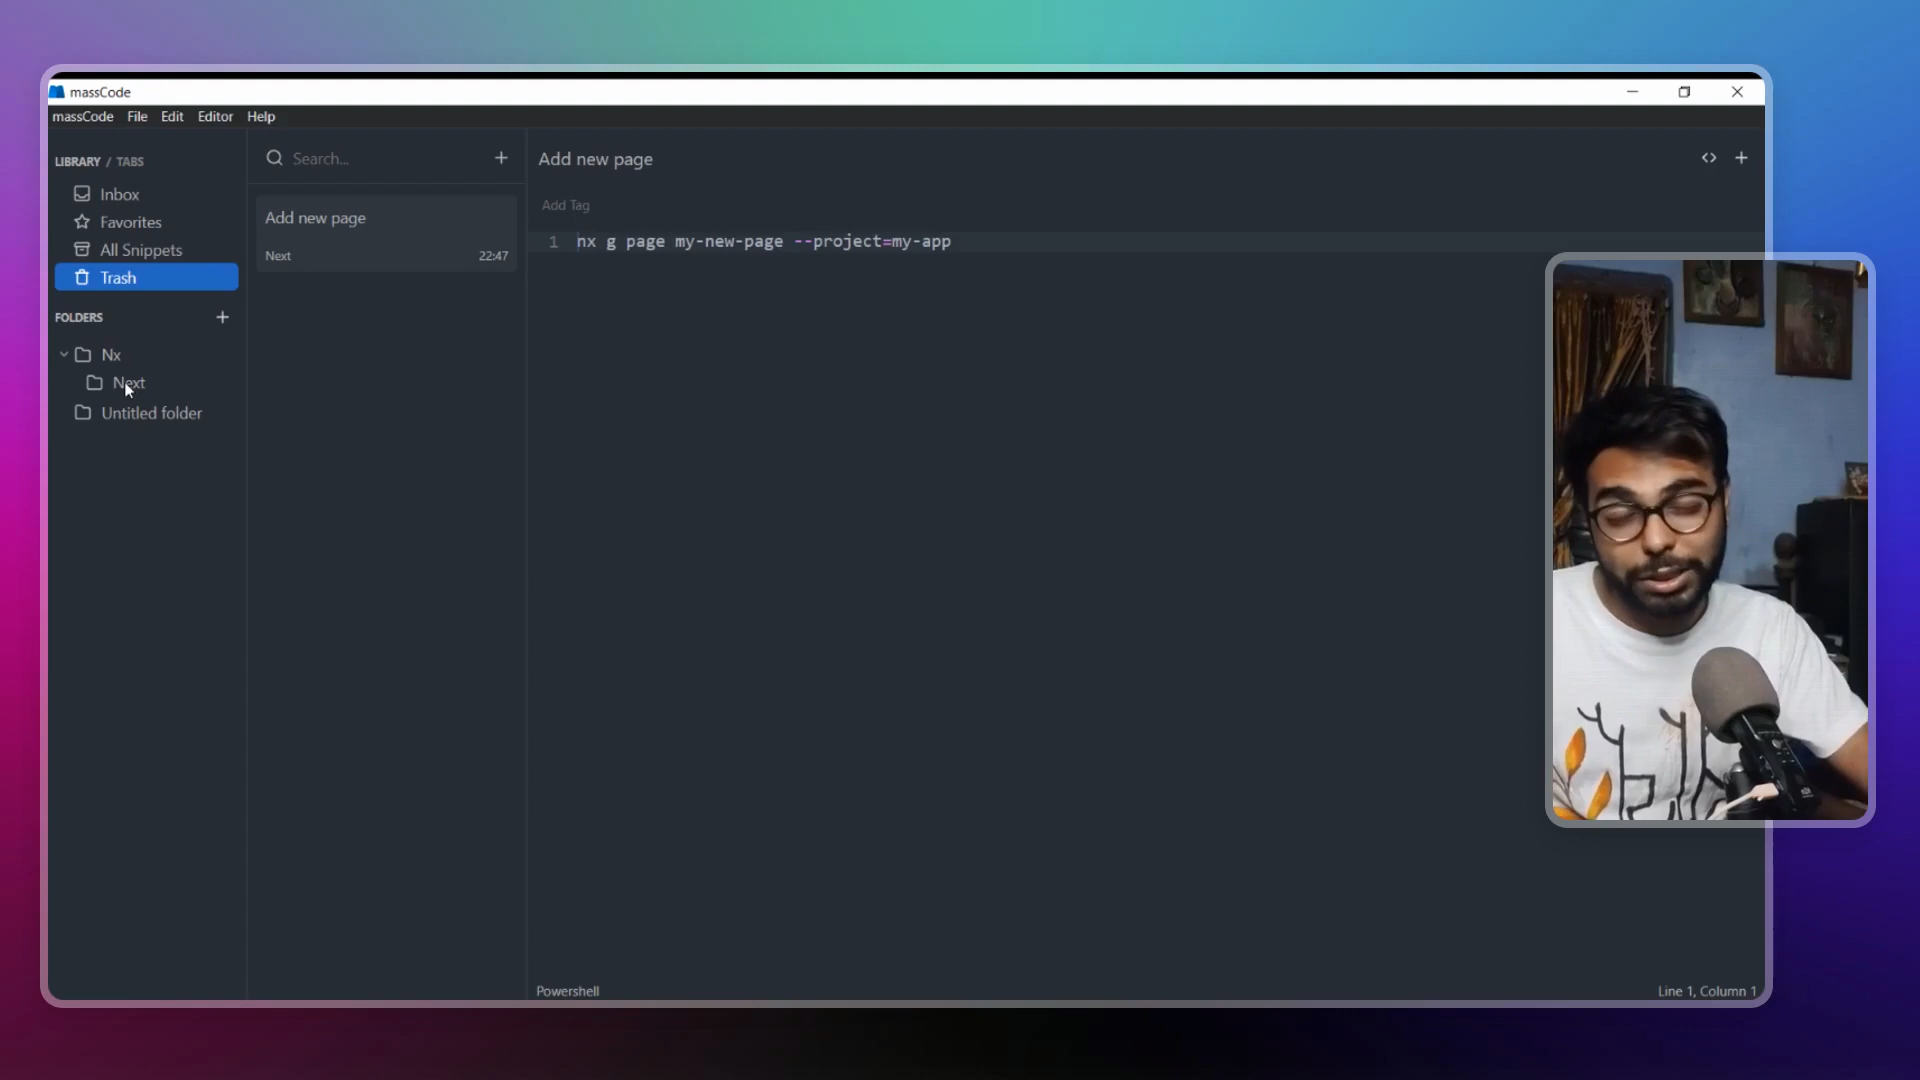 massCode
massCode File Edit Editor Help
LIBRARY / TABS
Inbox
Favorites
All Snippets
Trash
FOLDERS
Nx
Next
Untitled folder
Search...
Add new page
Next 22:47
Add new page
Add Tag
1 nx g page my-new-page --project=my-app
Powershell
Line 1, Column 1